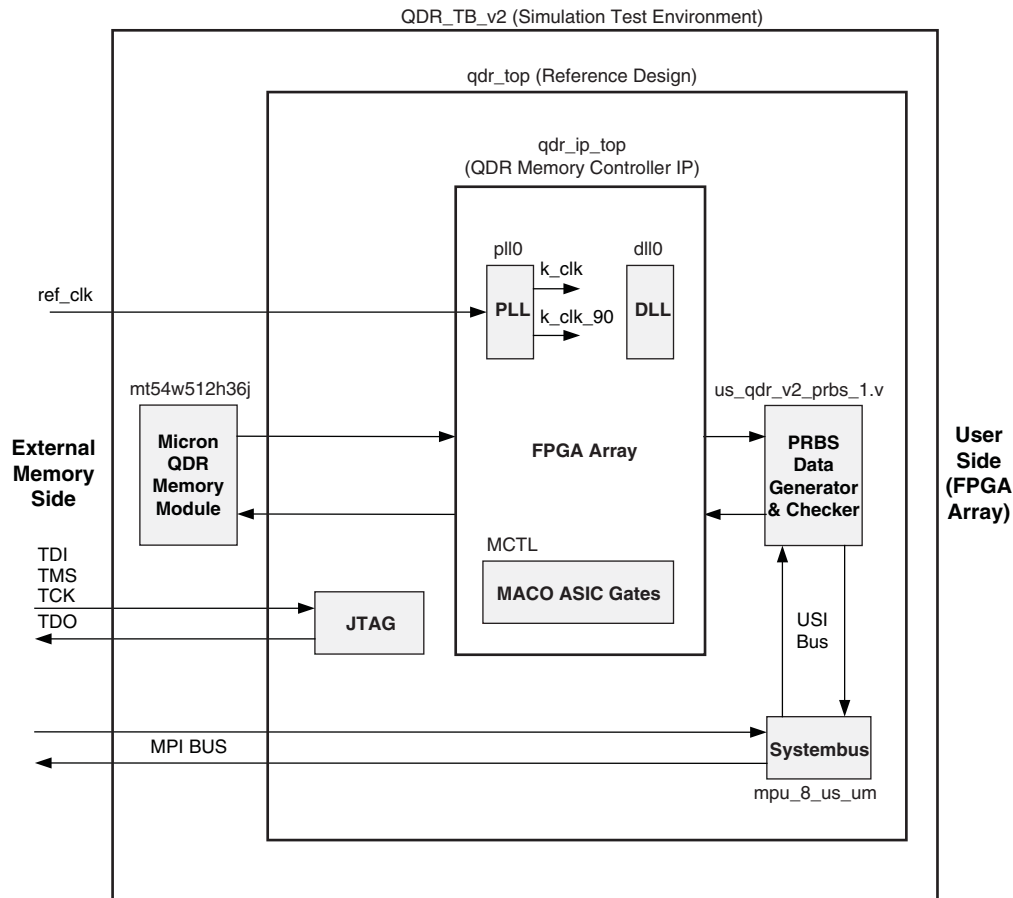 QDR_TB_v2 (Simulation Test Environment)
qdr_top (Reference Design)
qdr_ip_top
(QDR Memory Controller IP)
pll0
dll0
k_clk
PLL
k_clk_90
DLL
ref_clk
mt54w512h36j
us_qdr_v2_prbs_1.v
External
Memory
Side
Micron
QDR
Memory
Module
FPGA Array
PRBS
Data
Generator
& Checker
User
Side
(FPGA
Array)
MCTL
MACO ASIC Gates
TDI
TMS
TCK
TDO
JTAG
USI
Bus
MPI BUS
Systembus
mpu_8_us_um